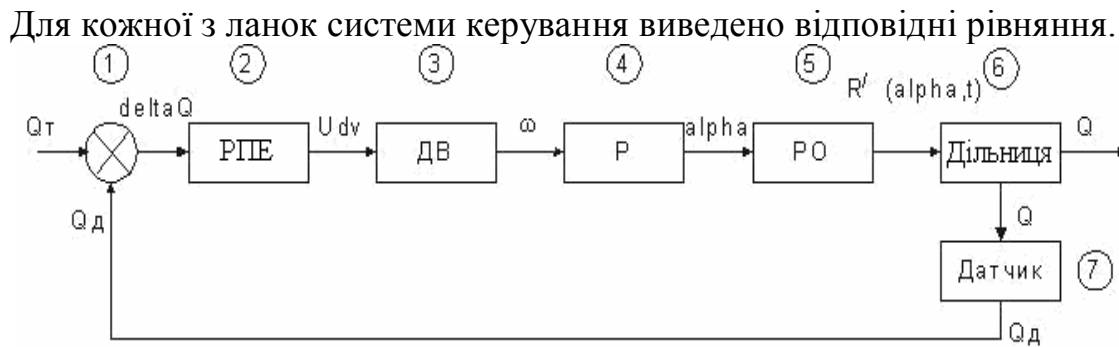 Для кожної з ланок системи керування виведено відповідні рівняння.
1 2 3 4 5 6
R' (alpha,t)
Qт deltaQ РПЕ Udv ДВ ω Р alpha РО Дільниця Q
Qд Q
Датчик 7
Qд